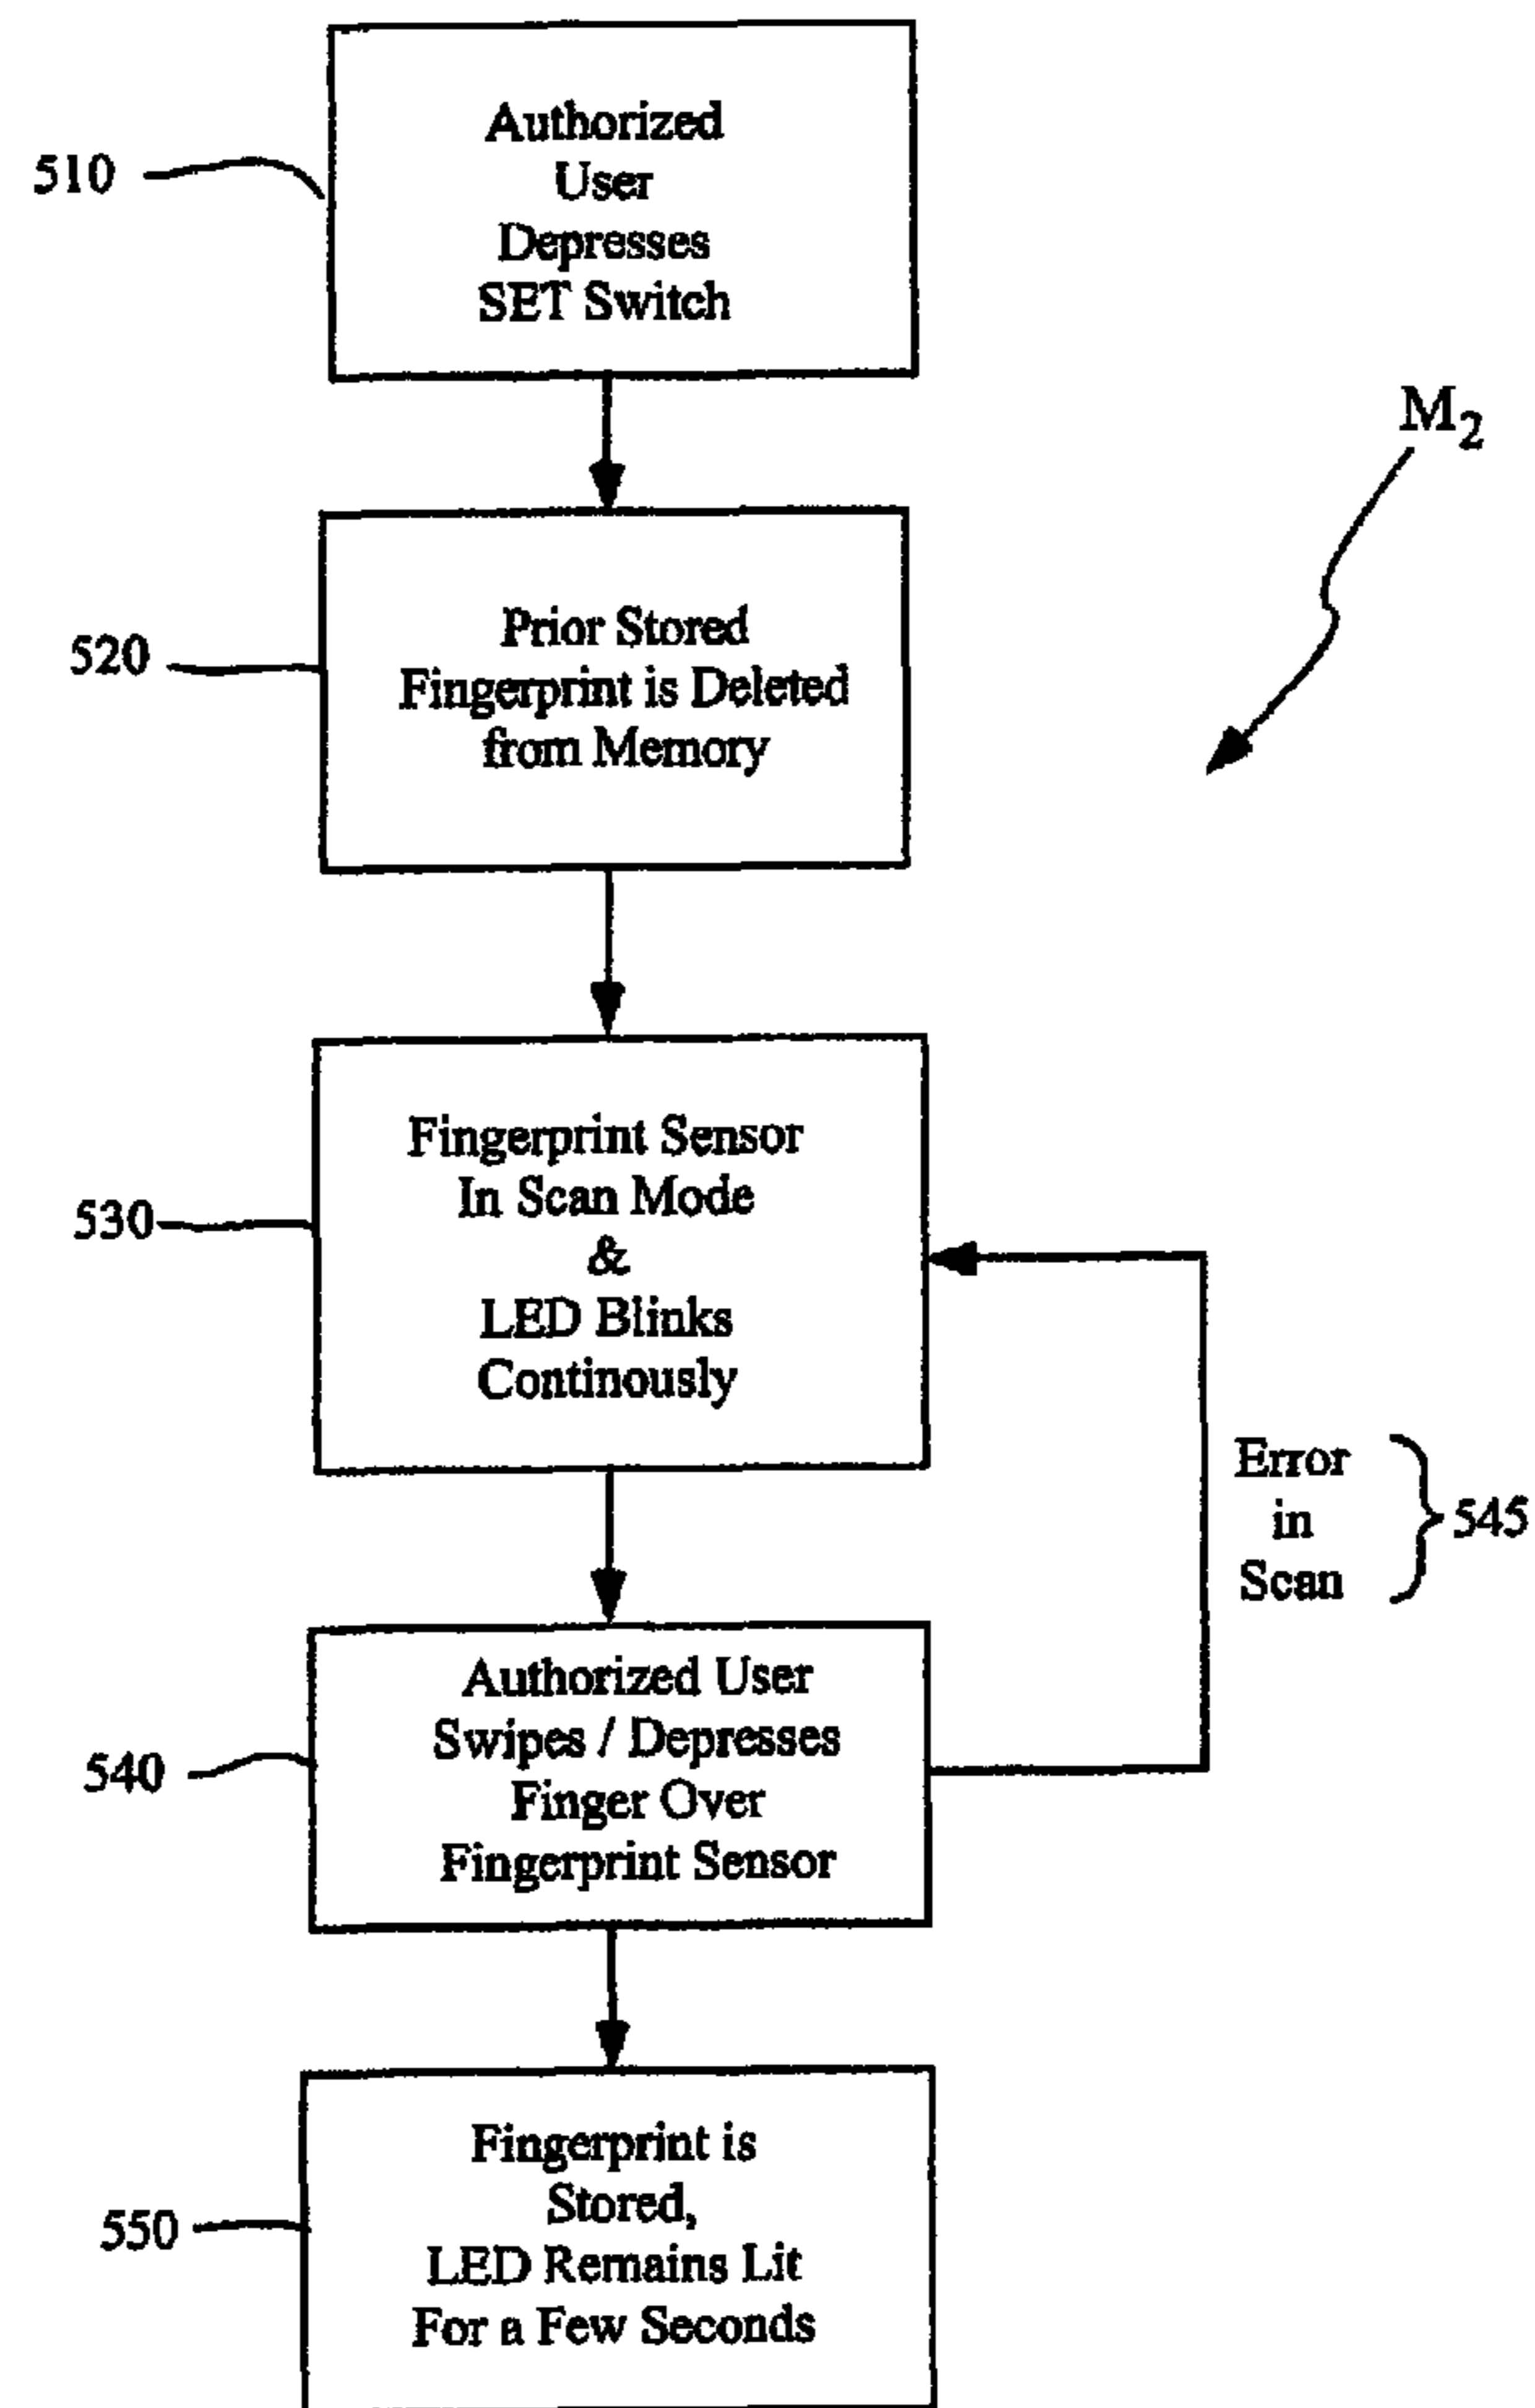 510
Authorized
User
Depresses
SET Switch
M2
520
Prior Stored
Fingerprint is Deleted
from Memory
530
Fingerprint Sensor
In Scan Mode
&
LED Blinks
Continously
Error
in
Scan
545
540
Authorized User
Swipes / Depresses
Finger Over
Fingerprint Sensor
550
Fingerprint is
Stored,
LED Remains Lit
For a Few Seconds